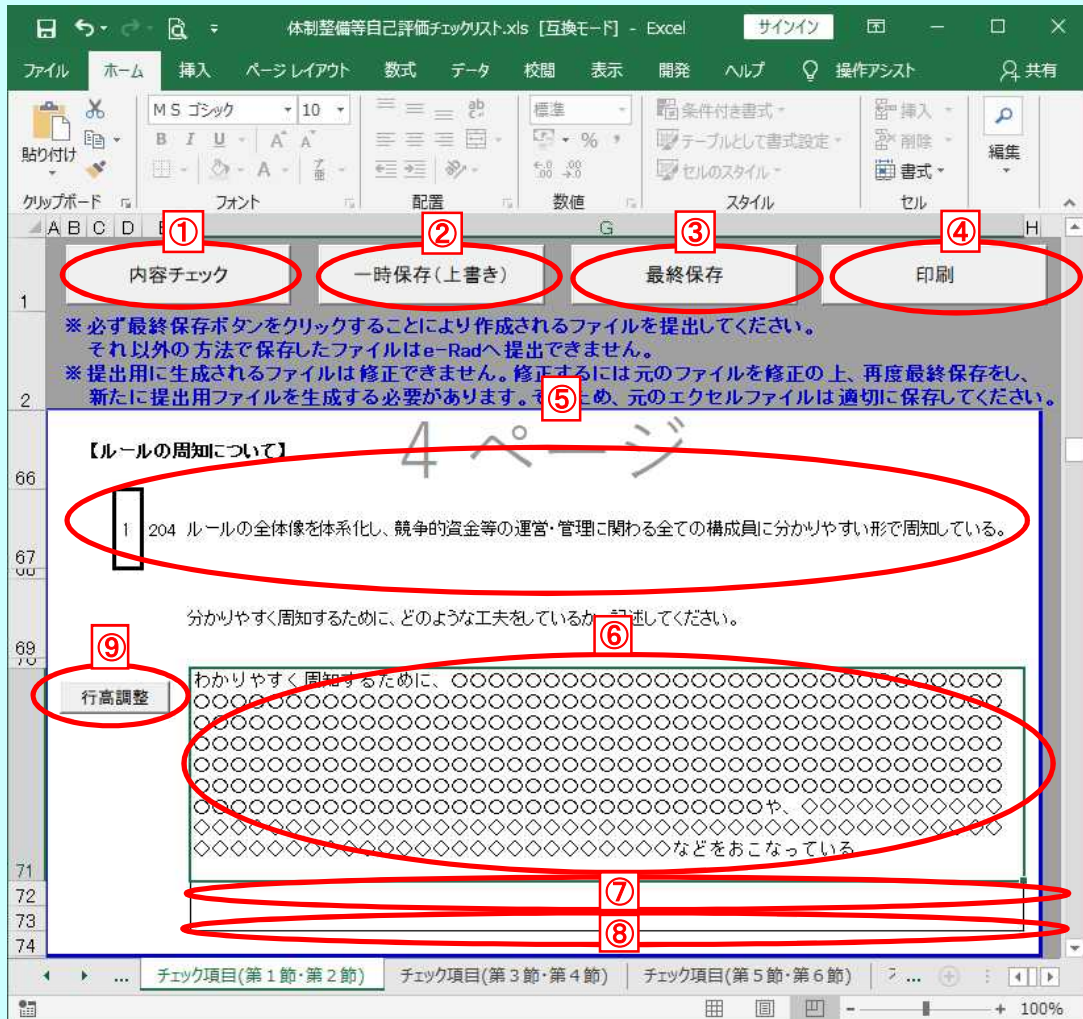 体制整備等自己評価チェックリスト.xls [互換モード] - Excel サインイン
ファイル ホーム 挿入 ページ レイアウト 数式 データ 校閲 表示 開発 ヘルプ 操作アシスト 共有
貼り付け MS ゴシック 10 標準 条件付き書式 挿入
B I U A A % , テーブルとして書式設定 削除 編集
A 亜 セルのスタイル 書式
クリップボード フォント 配置 数値 スタイル セル
A B C D G H
① ② ③ ④
1 内容チェック 一時保存(上書き) 最終保存 印刷
※必ず最終保存ボタンをクリックすることにより作成されるファイルを提出してください。
それ以外の方法で保存したファイルはe-Radへ提出できません。
※提出用に生成されるファイルは修正できません。修正するには元のファイルを修正の上、再度最終保存をし、
2 新たに提出用ファイルを生成する必要があります。そ め、元のエクセルファイルは適切に保存してください。
⑤
4 ページ
66 【ルールの周知について】
67 1 204 ルールの全体像を体系化し、競争的資金等の運営・管理に関わる全ての構成員に分かりやすい形で周知している。
69 分かりやすく周知するために、どのような工夫をしているか 記述してください。
⑨ ⑥
行高調整
わかりやすく周知するために、○○○○○○○○○○○○○○○○○○○○○○○○○○○○○○
○○○○○○○○○○○○○○○○○○○○○○○○○○○○○○○○○○○○○○○○○○○○
○○○○○○○○○○○○○○○○○○○○○○○○○○○○○○○○○○○○○○○○○○○○
○○○○○○○○○○○○○○○○○○○○○○○○○○○○○○○○○○○○○○○○○○○○
○○○○○○○○○○○○○○○○○○○○○○○○○○○○○○○○○○○○○○○○○○○○
○○○○○○○○○○○○○○○○○○○○○○○○○○○○○○○○○○○○○○○○○○○○
○○○○○○○○○○○○○○○○○○○○○○○○○○○○○○○や、◇◇◇◇◇◇◇◇◇◇◇
◇◇◇◇◇◇◇◇◇◇◇◇◇◇◇◇◇◇◇◇◇◇◇◇◇◇◇◇◇◇◇◇◇◇◇◇◇◇◇◇◇◇◇◇
71 ◇◇◇◇◇◇◇◇◇◇◇◇◇◇◇◇◇◇◇◇◇◇◇◇◇◇などをおこなっている
72 ⑦
73 ⑧
74
... チェック項目(第1節・第2節) チェック項目(第3節・第4節) チェック項目(第5節・第6節) ...
100%